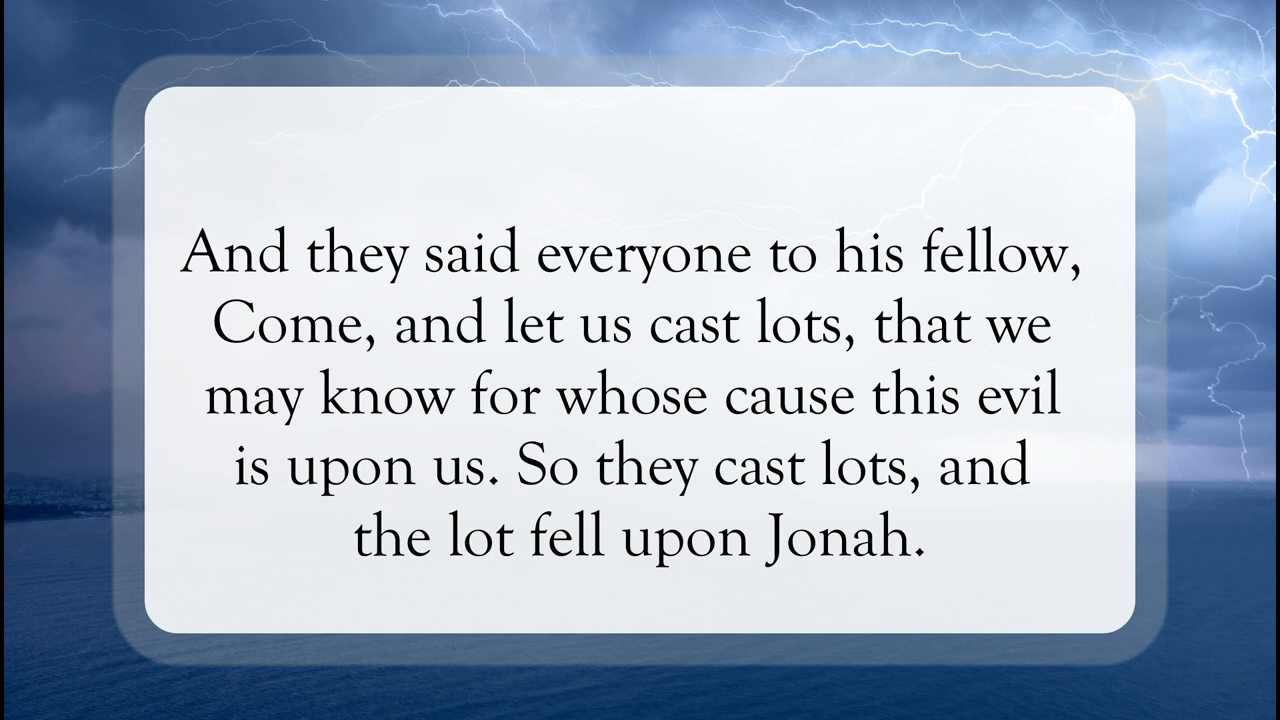 And they said everyone to his fellow,
Come, and let us cast lots, that we
may know for whose cause this evil
is upon us. So they cast lots, and
the lot fell upon Jonah.